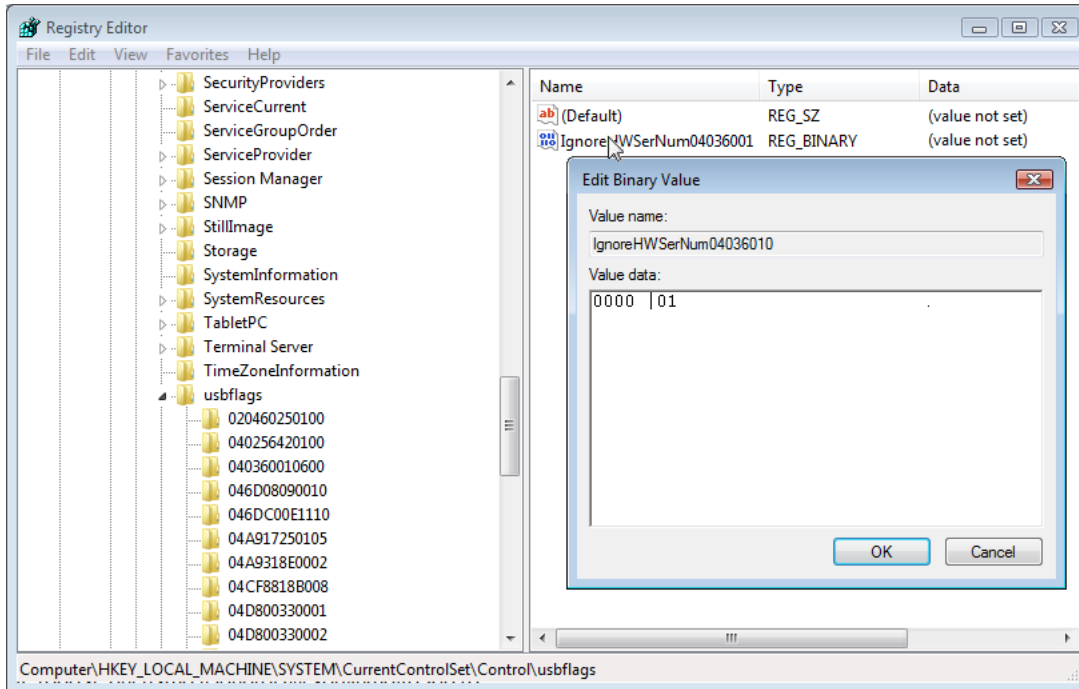 Registry Editor
File Edit View Favorites Help
SecurityProviders
ServiceCurrent
ServiceGroupOrder
ServiceProvider
Session Manager
SNMP
StillImage
Storage
SystemInformation
SystemResources
TabletPC
Terminal Server
TimeZoneInformation
usbflags
020460250100
040256420100
040360010600
046D08090010
046DC00E1110
04A917250105
04A9318E0002
04CF8818B008
04D800330001
04D800330002
Name Type Data
(Default) REG_SZ (value not set)
IgnoreHWSerNum04036001 REG_BINARY (value not set)
Edit Binary Value
Value name:
IgnoreHWSerNum04036010
Value data:
0000 01 .
OK Cancel
Computer\HKEY_LOCAL_MACHINE\SYSTEM\CurrentControlSet\Control\usbflags